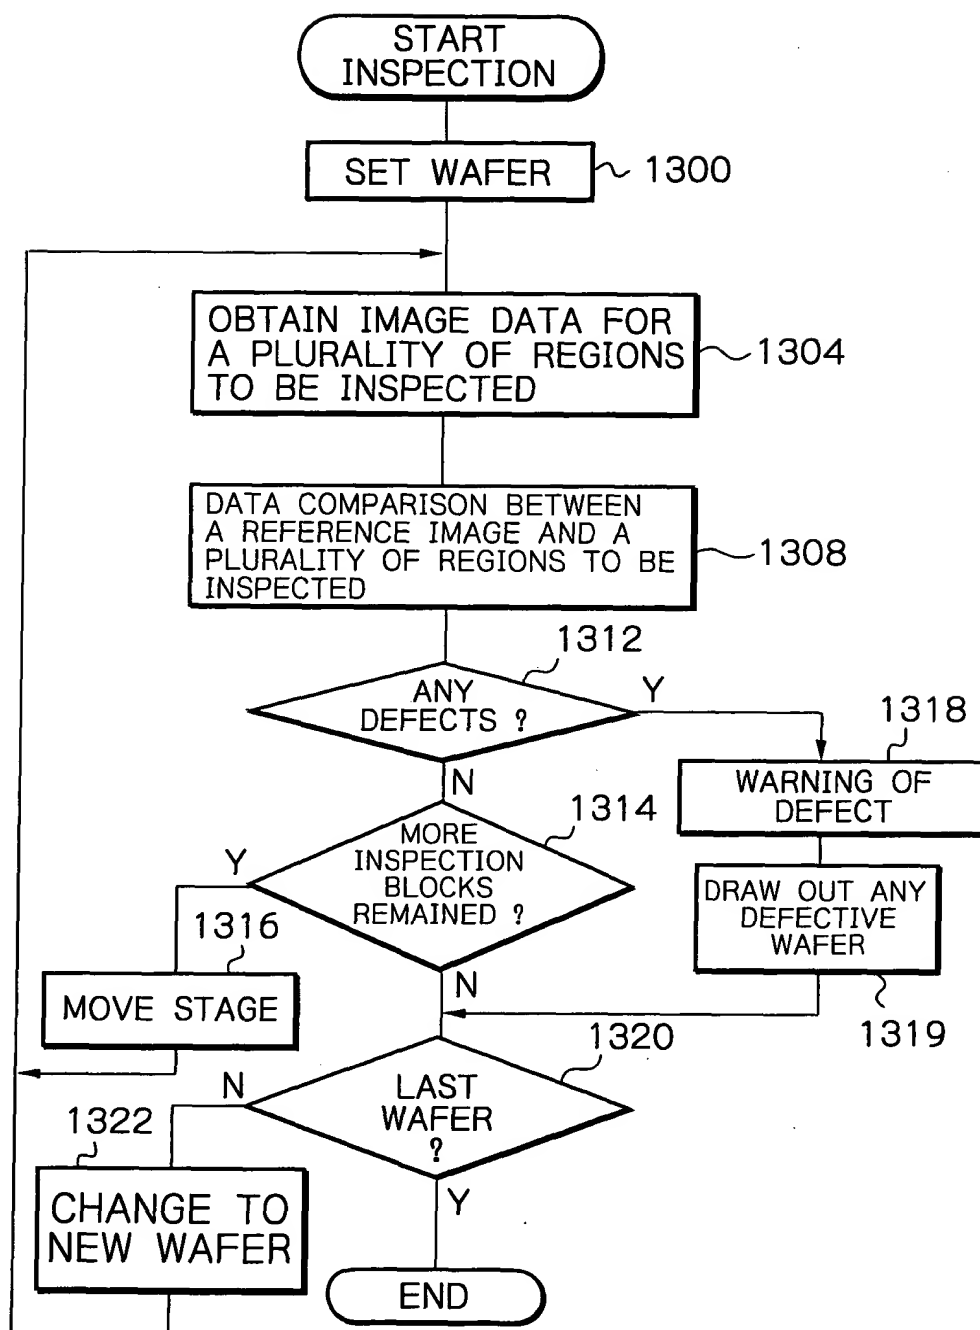 START
INSPECTION
SET WAFER
1300
OBTAIN IMAGE DATA FOR
A PLURALITY OF REGIONS
TO BE INSPECTED
1304
DATA COMPARISON BETWEEN
A REFERENCE IMAGE AND A
PLURALITY OF REGIONS TO BE
INSPECTED
1308
1312
ANY
DEFECTS ?
Y
N
1318
WARNING OF
DEFECT
1314
MORE
INSPECTION
BLOCKS
REMAINED ?
Y
N
DRAW OUT ANY
DEFECTIVE
WAFER
1319
1316
MOVE STAGE
1320
LAST
WAFER
?
N
Y
1322
CHANGE TO
NEW WAFER
END